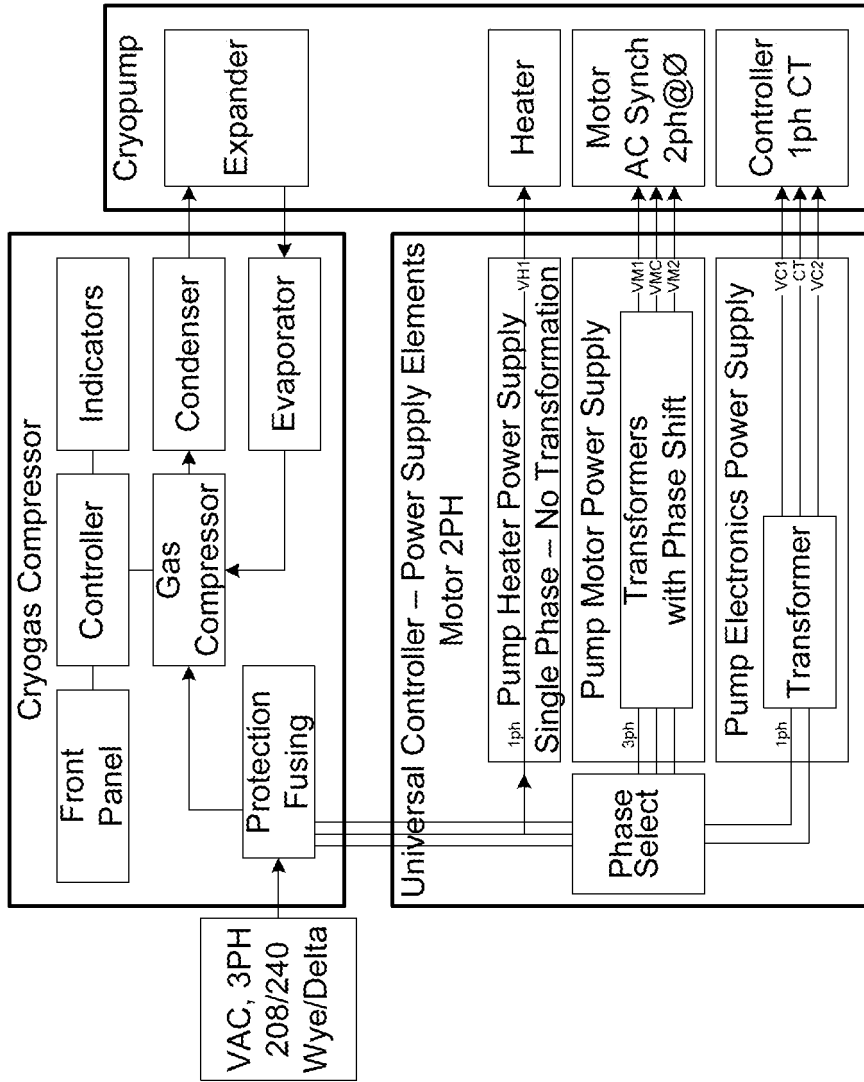 VAC, 3PH
208/240
Wye/Delta
Cryogas Compressor
Front
Panel
Controller
Indicators
Protection
Fusing
Gas
Compressor
Condenser
Evaporator
Cryopump
Expander
Heater
Motor
AC Synch
2ph@Ø
Controller
1ph CT
Universal Controller – Power Supply Elements
Motor 2PH
1ph
Pump Heater Power Supply
VH1
Single Phase – No Transformation
Phase
Select
Pump Motor Power Supply
3ph
Transformers
with Phase Shift
VM1
VMC
VM2
Pump Electronics Power Supply
1ph
Transformer
VC1
CT
VC2